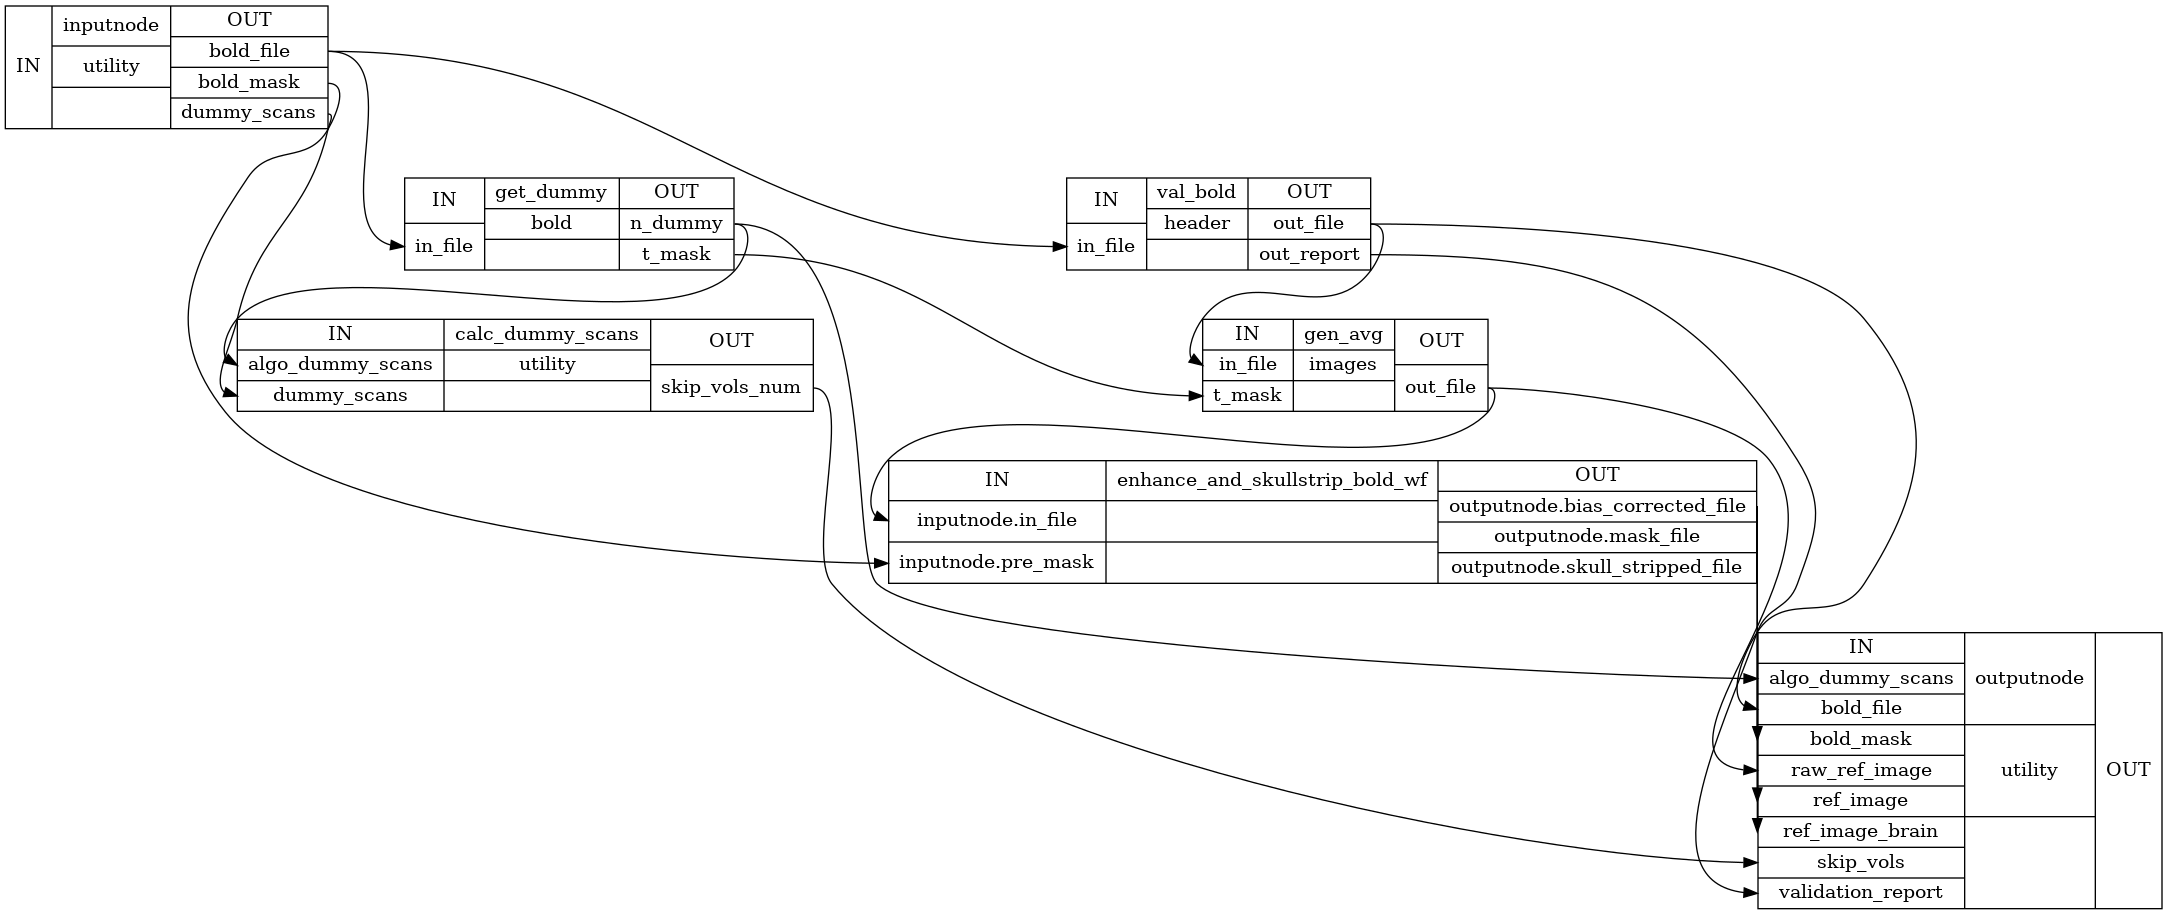 IN
inputnode
utility
OUT
bold_file
bold_mask
dummy_scans
IN
in_file
get_dummy
bold
OUT
n_dummy
t_mask
IN
in_file
val_bold
header
OUT
out_file
out_report
IN
algo_dummy_scans
dummy_scans
calc_dummy_scans
utility
OUT
skip_vols_num
IN
in_file
t_mask
gen_avg
images
OUT
out_file
IN
inputnode.in_file
inputnode.pre_mask
enhance_and_skullstrip_bold_wf
OUT
outputnode.bias_corrected_file
outputnode.mask_file
outputnode.skull_stripped_file
IN
algo_dummy_scans
bold_file
bold_mask
raw_ref_image
ref_image
ref_image_brain
skip_vols
validation_report
outputnode
utility
OUT